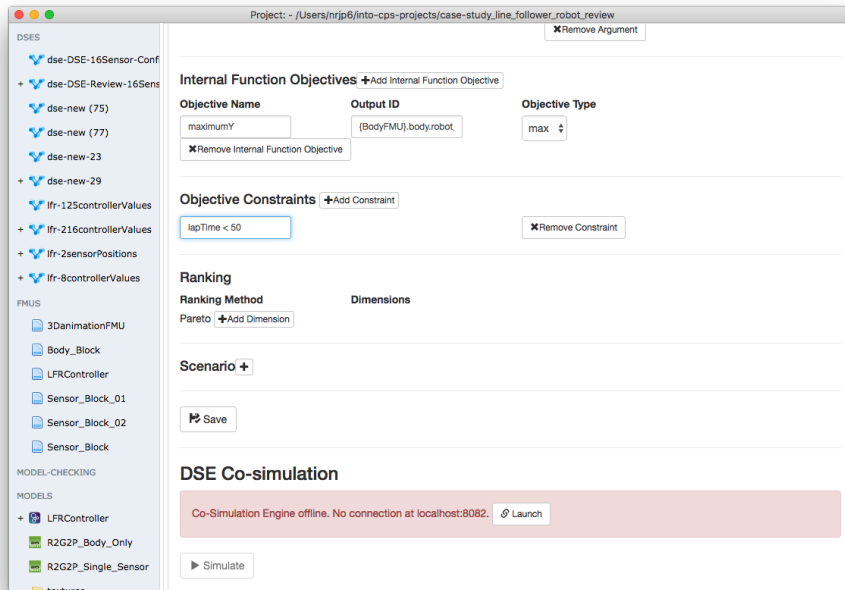 Project: - /Users/nrjp6/into-cps-projects/case-study_line_follower_robot_review
DSES
dse-DSE-16Sensor-Confi
+ dse-DSE-Review-16Sens
dse-new (75)
dse-new (77)
dse-new-23
+ dse-new-29
lfr-125controllerValues
+ lfr-216controllerValues
+ lfr-2sensorPositions
+ lfr-8controllerValues
FMUS
3DanimationFMU
Body_Block
LFRController
Sensor_Block_01
Sensor_Block_02
Sensor_Block
MODEL-CHECKING
MODELS
+ LFRController
R2G2P_Body_Only
R2G2P_Single_Sensor
textures
Remove Argument
Internal Function Objectives +Add Internal Function Objective
Objective Name Output ID Objective Type
maximumY {BodyFMU}.body.robot_ max
Remove Internal Function Objective
Objective Constraints +Add Constraint
lapTime < 50 Remove Constraint
Ranking
Ranking Method Dimensions
Pareto +Add Dimension
Scenario +
Save
DSE Co-simulation
Co-Simulation Engine offline. No connection at localhost:8082. Launch
Simulate